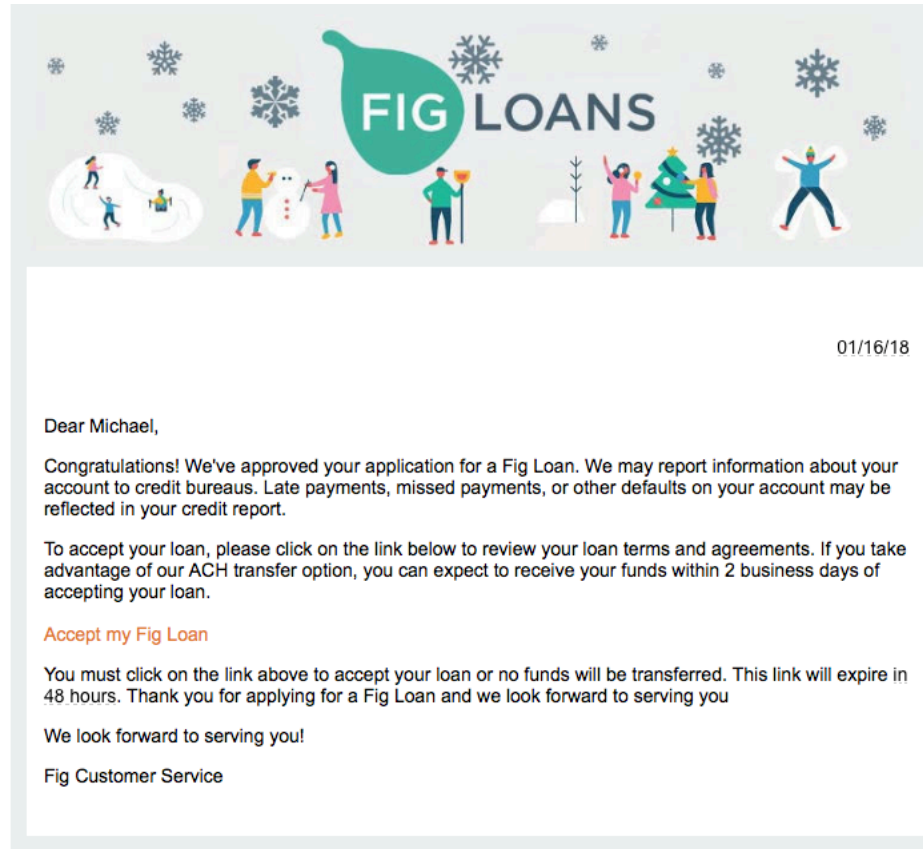 FIG LOANS
01/16/18
Dear Michael,
Congratulations! We've approved your application for a Fig Loan. We may report information about your
account to credit bureaus. Late payments, missed payments, or other defaults on your account may be
reflected in your credit report.
To accept your loan, please click on the link below to review your loan terms and agreements. If you take
advantage of our ACH transfer option, you can expect to receive your funds within 2 business days of
accepting your loan.
Accept my Fig Loan
You must click on the link above to accept your loan or no funds will be transferred. This link will expire in
48 hours. Thank you for applying for a Fig Loan and we look forward to serving you
We look forward to serving you!
Fig Customer Service